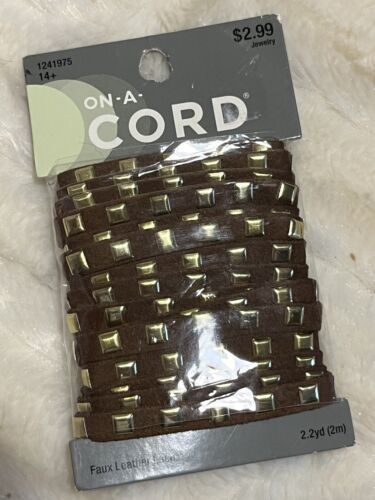 1241975
14+
$2.99
Jewelry
ON-A-
CORD®
Faux Leather
2.2yd (2m)